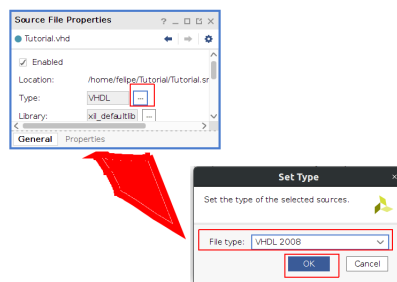 Source File Properties
Tutorial.vhd
Enabled
Location: /home/felipe/Tutorial/Tutorial.sr
Type: VHDL ...
Library: xil_defaultlib ...
General Properties
Set Type
Set the type of the selected sources.
File type: VHDL 2008
OK Cancel